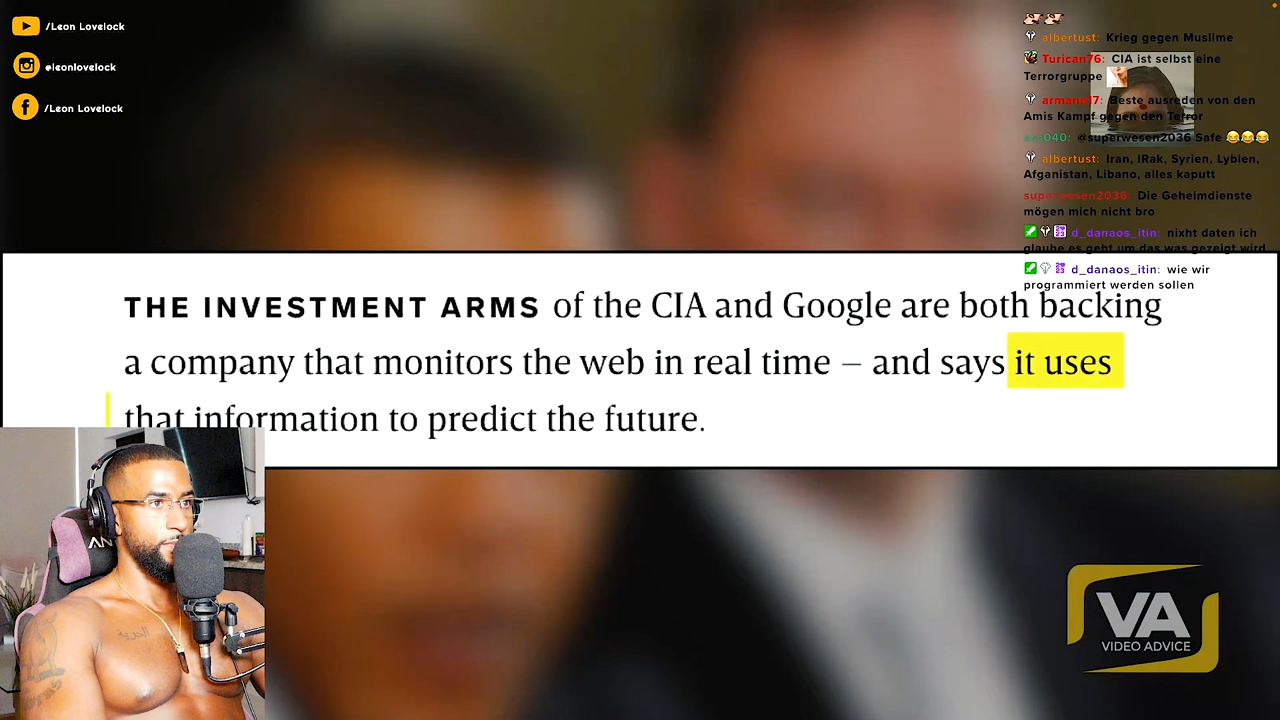 /Leon Lovelock
@leonlovelock
/Leon Lovelock
albertust: Krieg gegen Muslime
Turican76: CIA ist selbst eine
Terrorgruppe
armano17: Beste ausreden von den
Amis Kampf gegen den Terror
@superwesen2036 Safe
albertust: Iran, IRak, Syrien, Lybien,
Afganistan, Libano, alles kaputt
superwesen2036: Die Geheimdienste
mögen mich nicht bro
d_danaos_itin: nixht daten ich
glaube es geht um das was gezeigt wird
d_danaos_itin: wie wir
programmiert werden sollen
THE INVESTMENT ARMS of the CIA and Google are both backing
a company that monitors the web in real time – and says it uses
that information to predict the future.
VA
VIDEO ADVICE